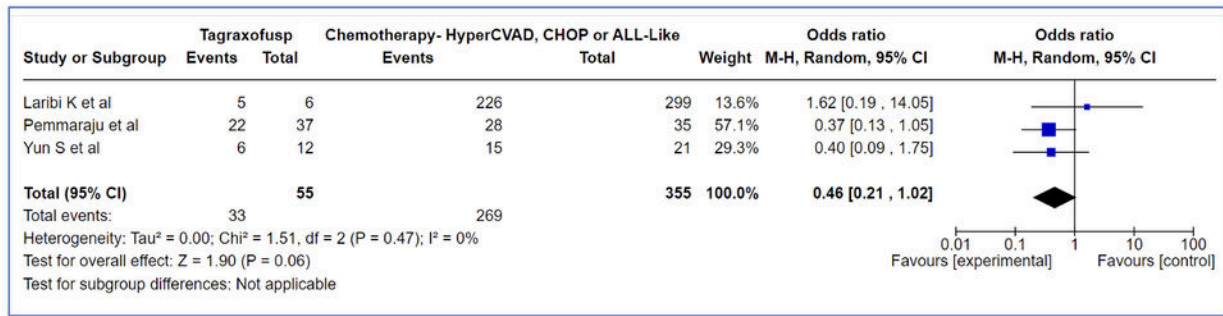 Tagraxofusp Chemotherapy- HyperCVAD, CHOP or ALL-Like Odds ratio Odds ratio
Study or Subgroup Events Total Events Total Weight M-H, Random, 95% CI M-H, Random, 95% CI
Laribi K et al 5 6 226 299 13.6% 1.62 [0.19 , 14.05]
Pemmaraju et al 22 37 28 35 57.1% 0.37 [0.13 , 1.05]
Yun S et al 6 12 15 21 29.3% 0.40 [0.09 , 1.75]
Total (95% CI) 55 355 100.0% 0.46 [0.21 , 1.02]
Total events: 33 269
Heterogeneity: Tau² = 0.00; Chi² = 1.51, df = 2 (P = 0.47); I² = 0%
Test for overall effect: Z = 1.90 (P = 0.06)
Test for subgroup differences: Not applicable
0.01 0.1 1 10 100
Favours [experimental] Favours [control]